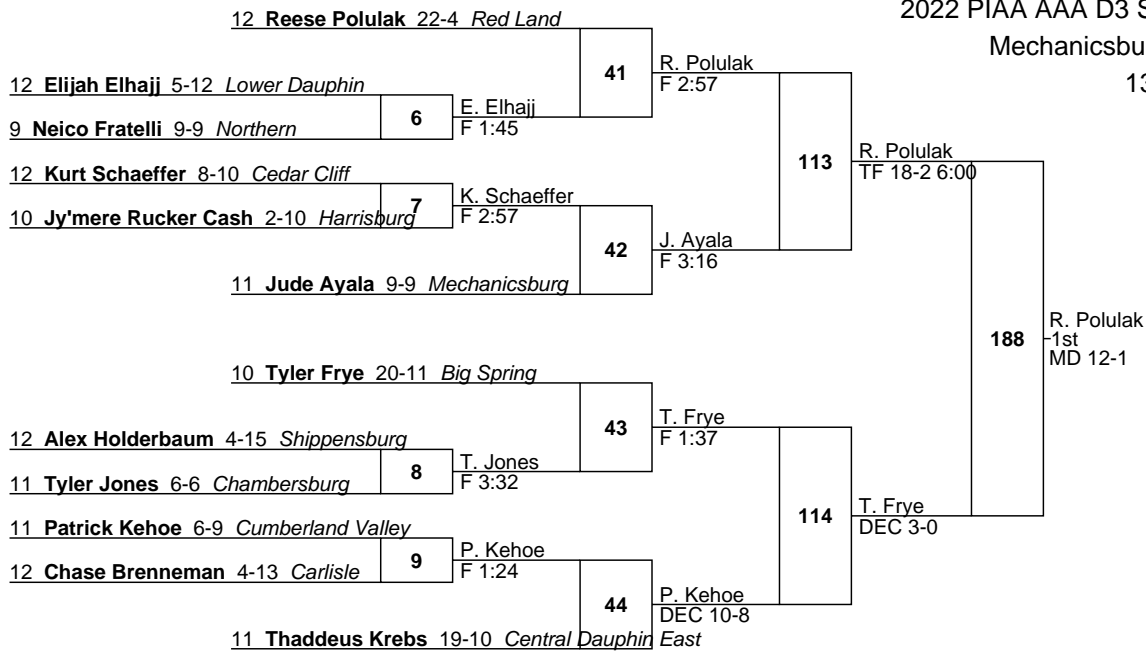 2022 PIAA AAA D3 S
Mechanicsbu
13
12 Reese Polulak 22-4 Red Land
41
R. Polulak
F 2:57
12 Elijah Elhajj 5-12 Lower Dauphin
6
E. Elhajj
F 1:45
9 Neico Fratelli 9-9 Northern
113
R. Polulak
TF 18-2 6:00
12 Kurt Schaeffer 8-10 Cedar Cliff
7
K. Schaeffer
F 2:57
10 Jy'mere Rucker Cash 2-10 Harrisburg
42
J. Ayala
F 3:16
11 Jude Ayala 9-9 Mechanicsburg
188
R. Polulak
1st
MD 12-1
10 Tyler Frye 20-11 Big Spring
43
T. Frye
F 1:37
12 Alex Holderbaum 4-15 Shippensburg
8
T. Jones
F 3:32
11 Tyler Jones 6-6 Chambersburg
114
T. Frye
DEC 3-0
11 Patrick Kehoe 6-9 Cumberland Valley
9
P. Kehoe
F 1:24
12 Chase Brenneman 4-13 Carlisle
44
P. Kehoe
DEC 10-8
11 Thaddeus Krebs 19-10 Central Dauphin East